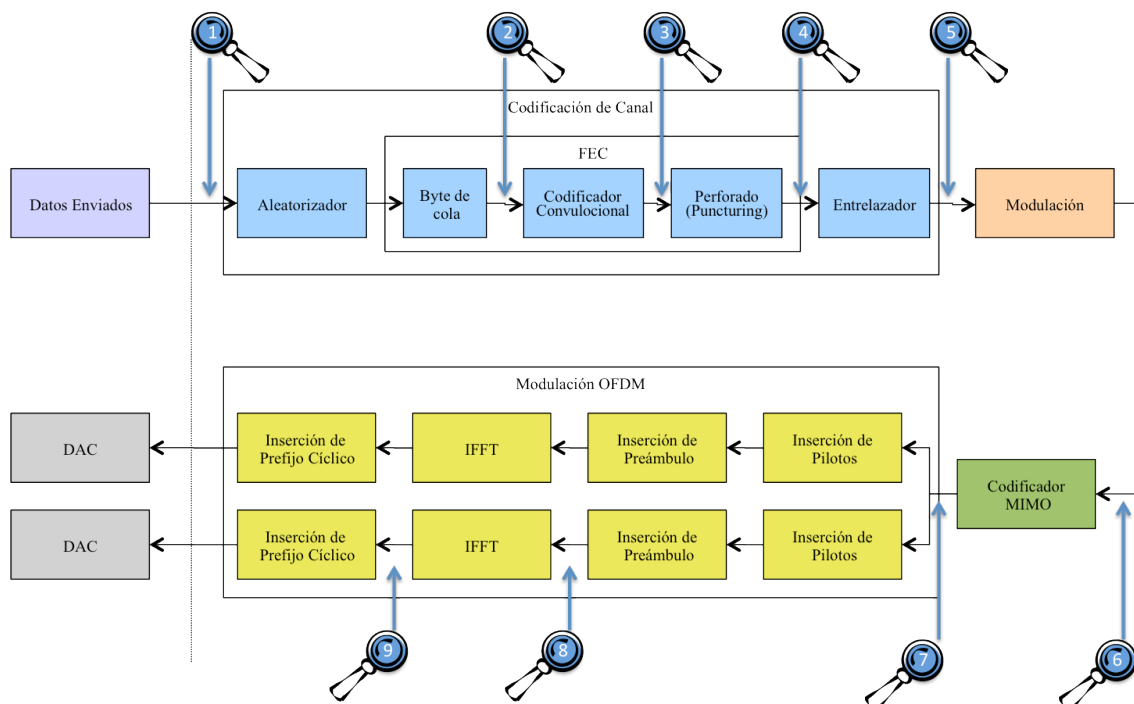 1
2
3
4
5
Codificación de Canal
FEC
Datos Enviados
Aleatorizador
Byte de
cola
Codificador
Convulocional
Perforado
(Puncturing)
Entrelazador
Modulación
Modulación OFDM
DAC
Inserción de
Prefijo Cíclico
IFFT
Inserción de
Preámbulo
Inserción de
Pilotos
Codificador
MIMO
DAC
Inserción de
Prefijo Cíclico
IFFT
Inserción de
Preámbulo
Inserción de
Pilotos
9
8
7
6